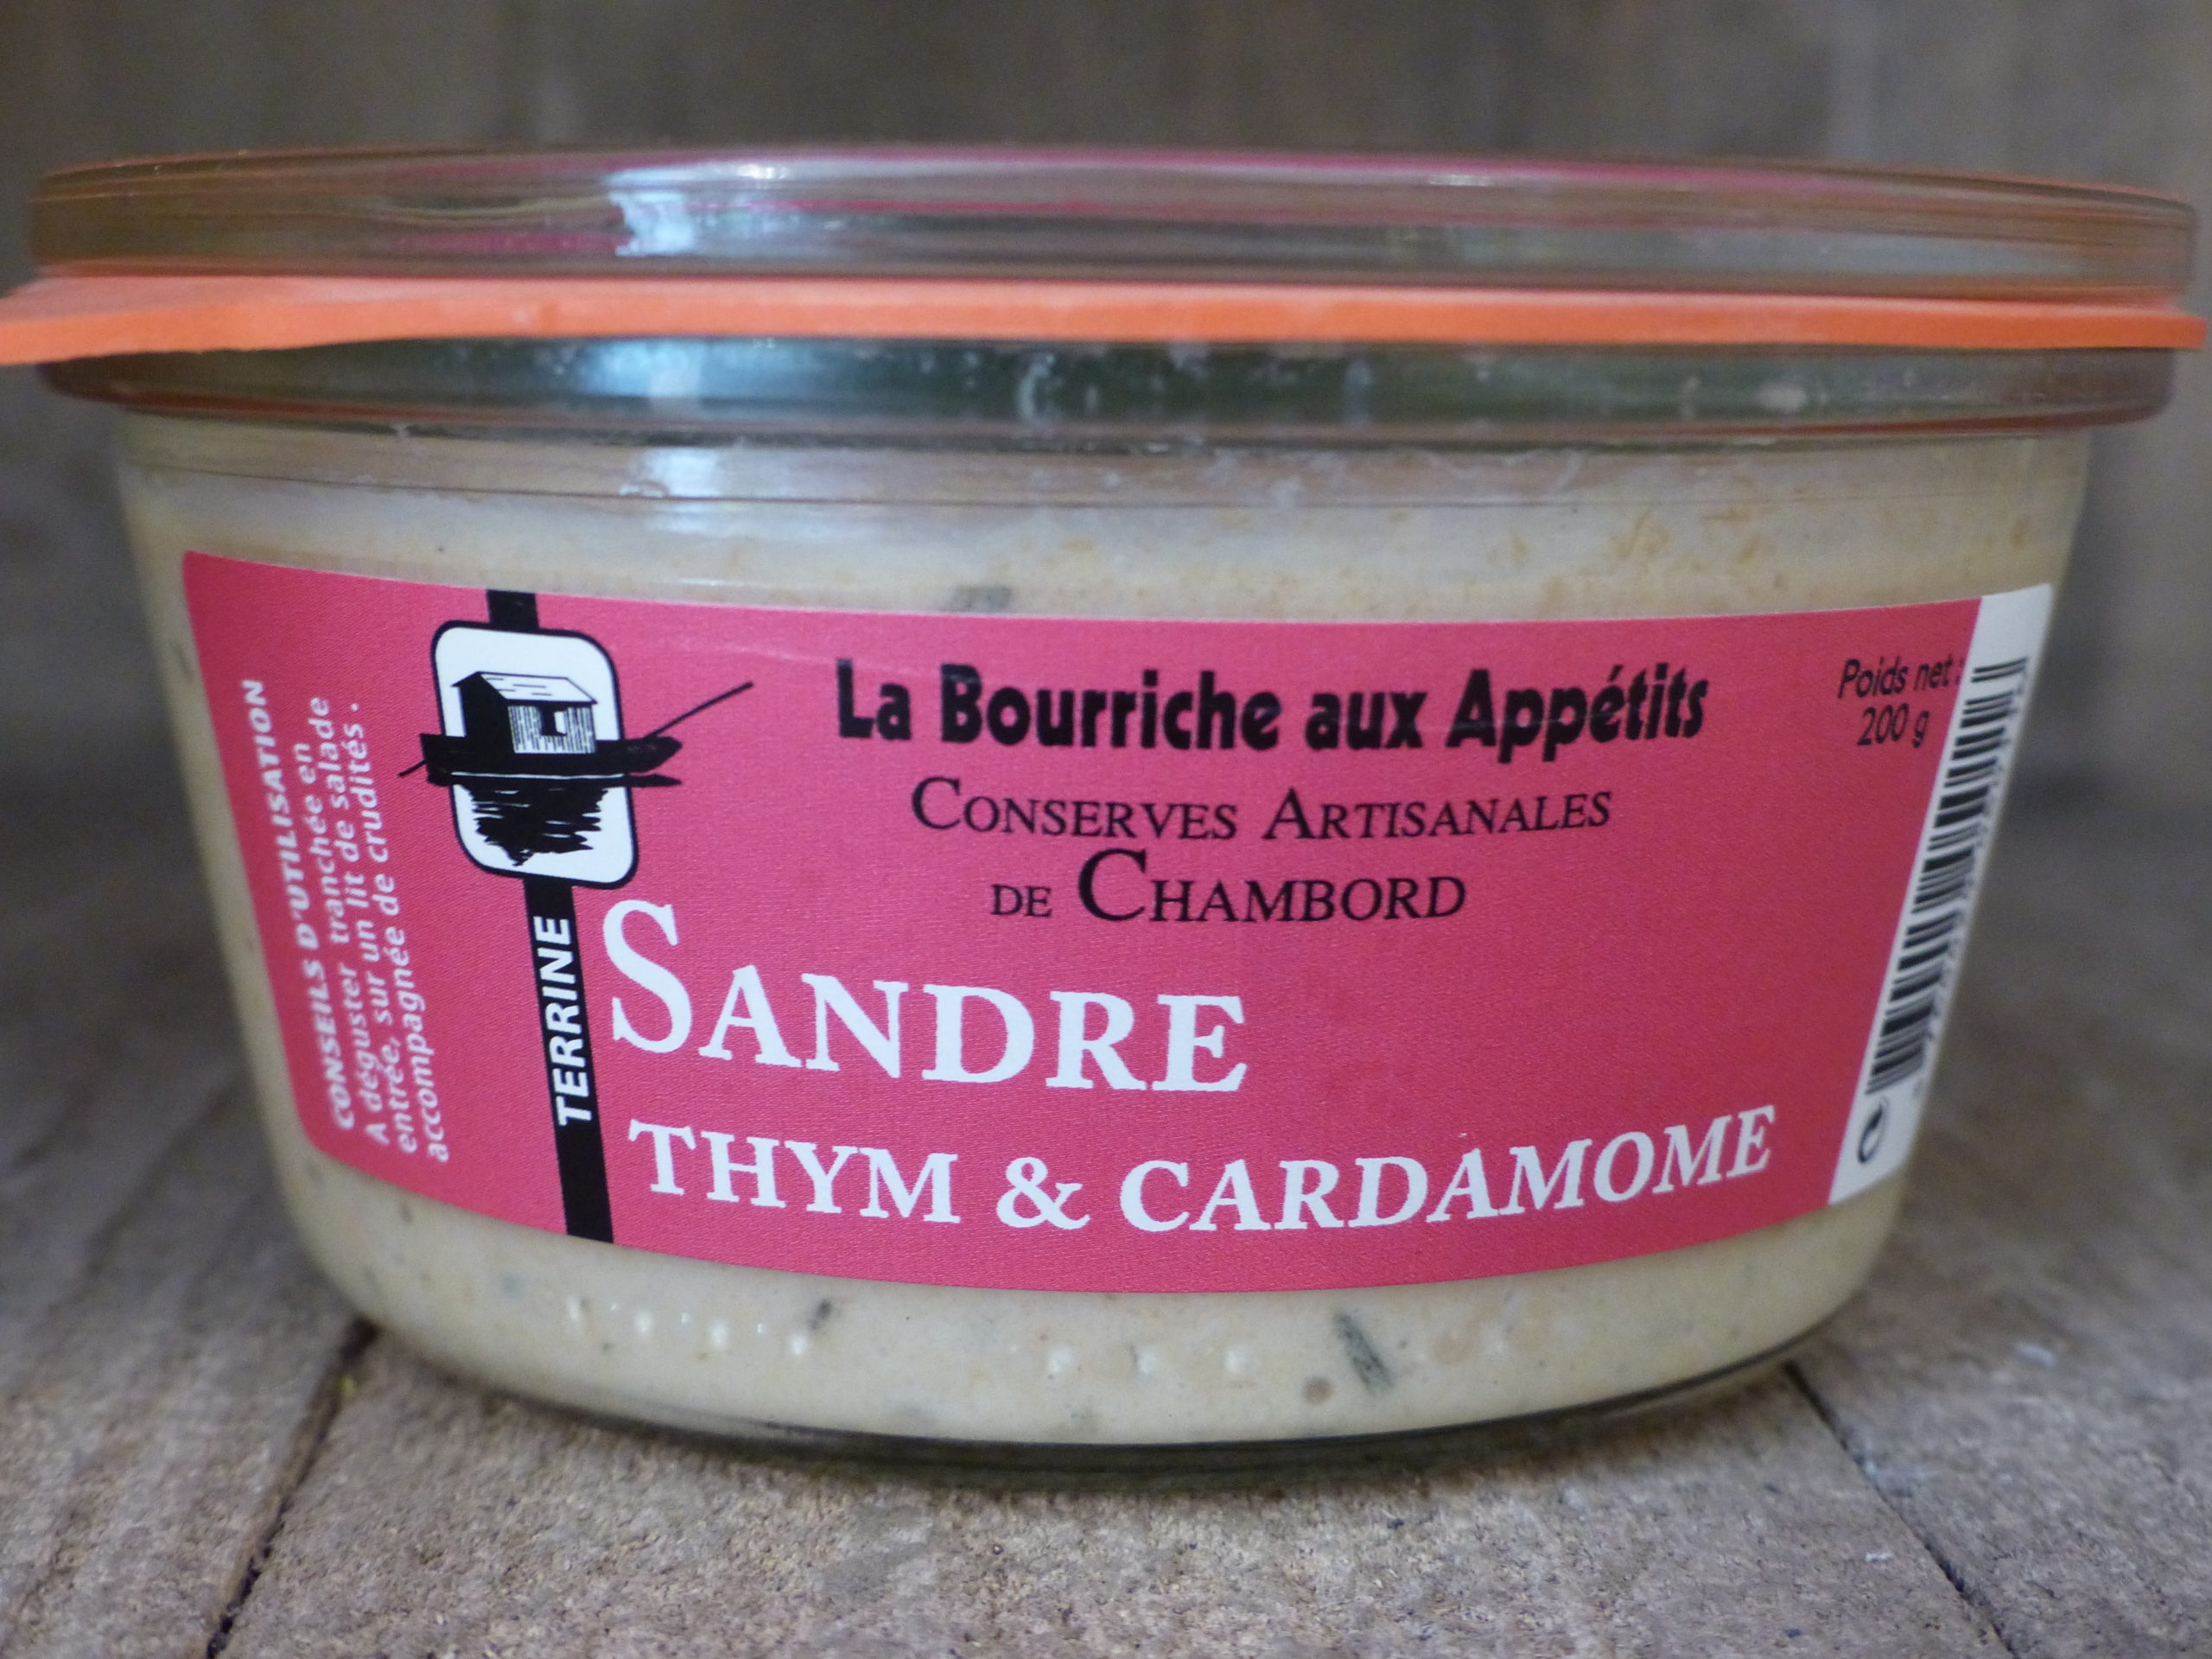 La Bourriche aux Appétits
CONSERVES ARTISANALES
DE CHAMBORD
Poids net :
200 g
TERRINE
SANDRE
THYM & CARDAMOME
CONSEILS D'UTILISATION
A déguster tranchée en
entrée, sur un lit de salade
accompagnée de crudités.